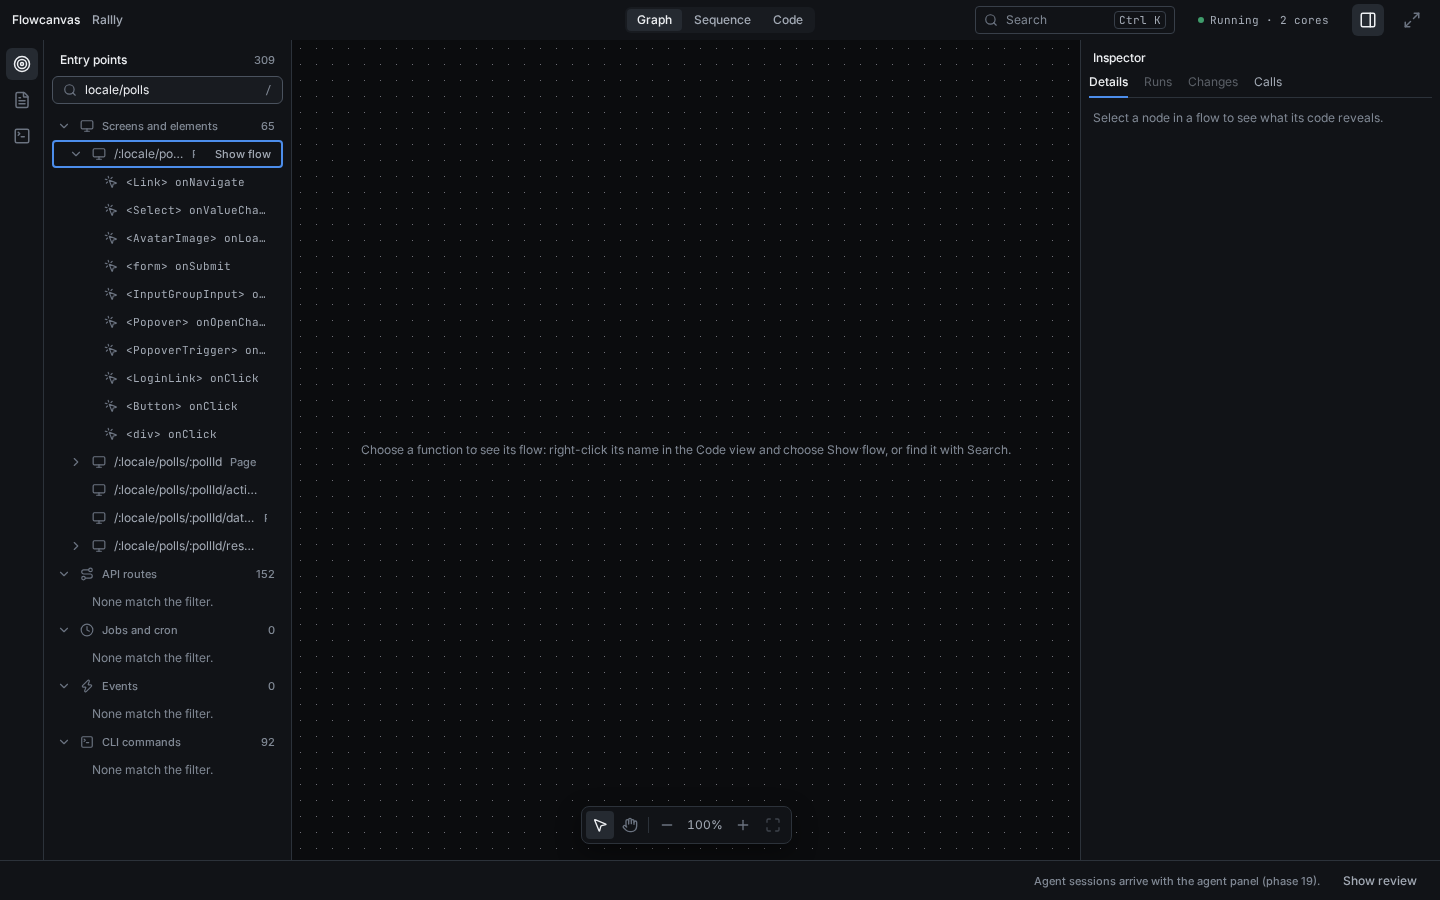 Flowcanvas Rallly
Graph Sequence Code
Search Ctrl K
Running · 2 cores
Entry points 309
locale/polls /
Screens and elements 65
/:locale/po… Show flow
<Link> onNavigate
<Select> onValueCha…
<AvatarImage> onLoa…
<form> onSubmit
<InputGroupInput> o…
<Popover> onOpenCha…
<PopoverTrigger> on…
<LoginLink> onClick
<Button> onClick
<div> onClick
/:locale/polls/:pollId Page
/:locale/polls/:pollId/acti…
/:locale/polls/:pollId/dat…
/:locale/polls/:pollId/res…
API routes 152
None match the filter.
Jobs and cron 0
None match the filter.
Events 0
None match the filter.
CLI commands 92
None match the filter.
Choose a function to see its flow: right-click its name in the Code view and choose Show flow, or find it with Search.
100%
Inspector
Details Runs Changes Calls
Select a node in a flow to see what its code reveals.
Agent sessions arrive with the agent panel (phase 19). Show review